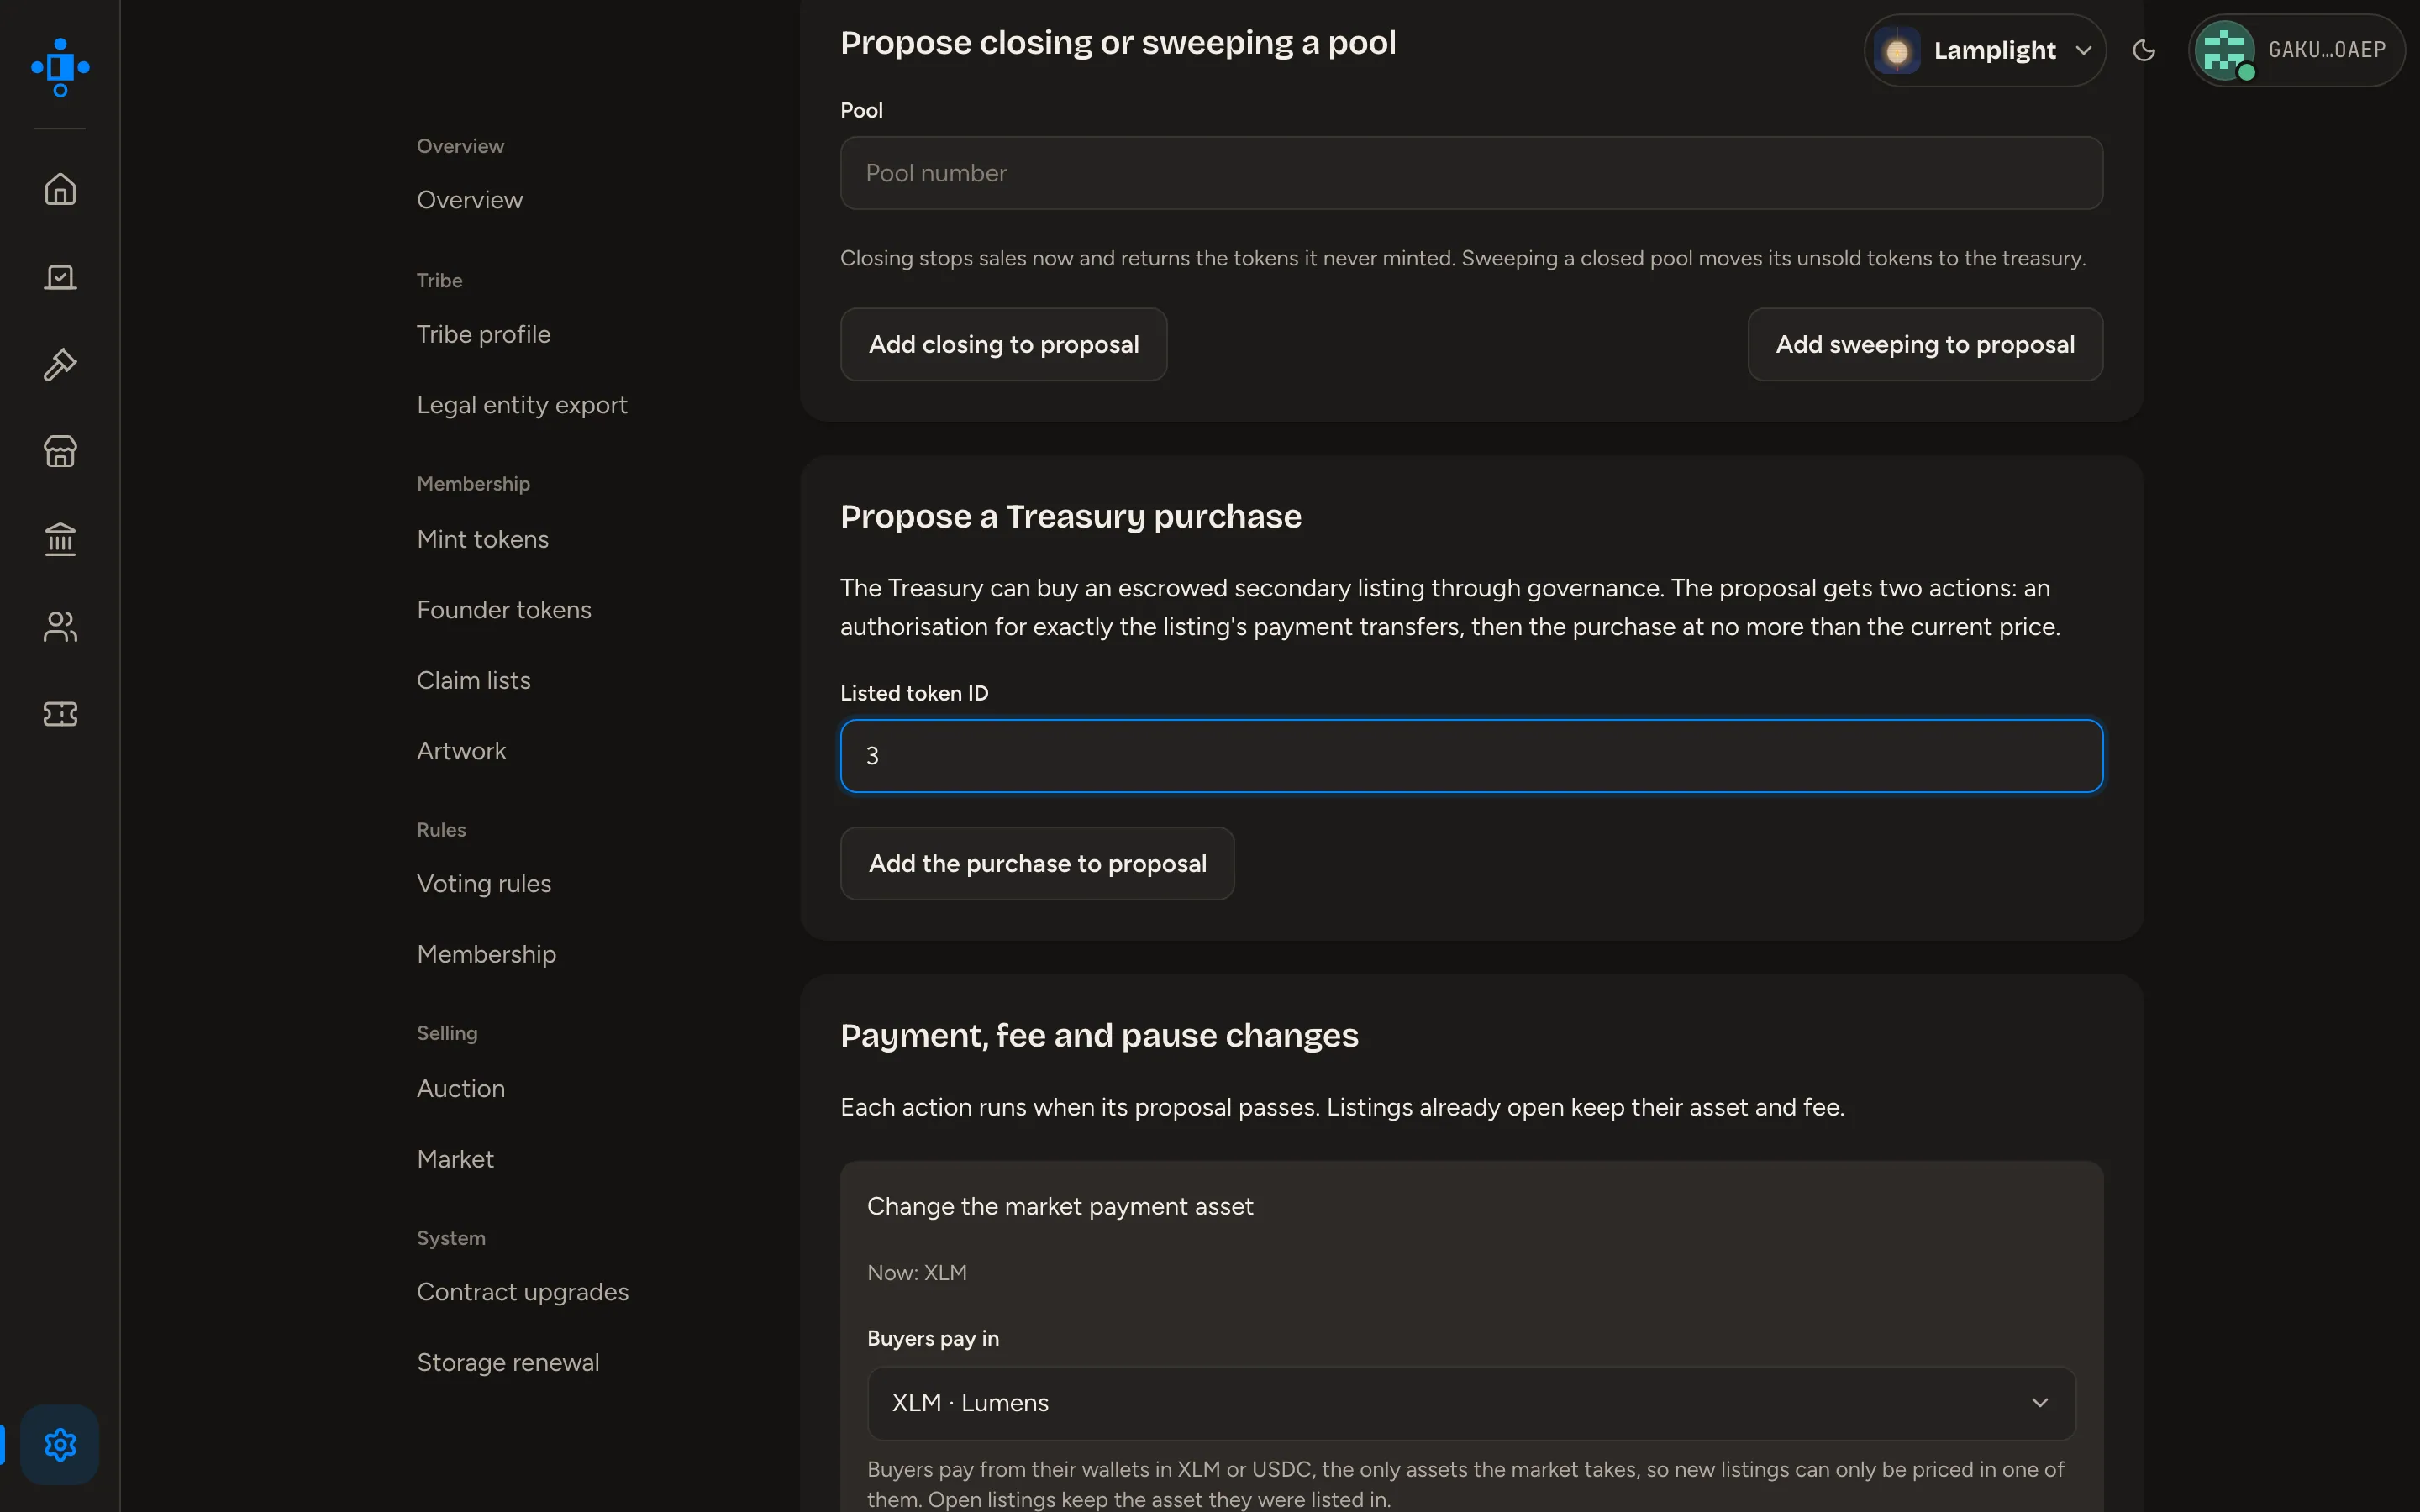 Propose closing or sweeping a pool
Lamplight
GAKU…OAEP
Pool
Pool number
Closing stops sales now and returns the tokens it never minted. Sweeping a closed pool moves its unsold tokens to the treasury.
Add closing to proposal
Add sweeping to proposal
Overview
Overview
Tribe
Tribe profile
Legal entity export
Membership
Mint tokens
Founder tokens
Claim lists
Artwork
Rules
Voting rules
Membership
Selling
Auction
Market
System
Contract upgrades
Storage renewal
Propose a Treasury purchase
The Treasury can buy an escrowed secondary listing through governance. The proposal gets two actions: an
authorisation for exactly the listing's payment transfers, then the purchase at no more than the current price.
Listed token ID
3
Add the purchase to proposal
Payment, fee and pause changes
Each action runs when its proposal passes. Listings already open keep their asset and fee.
Change the market payment asset
Now: XLM
Buyers pay in
XLM · Lumens
Buyers pay from their wallets in XLM or USDC, the only assets the market takes, so new listings can only be priced in one of
them. Open listings keep the asset they were listed in.